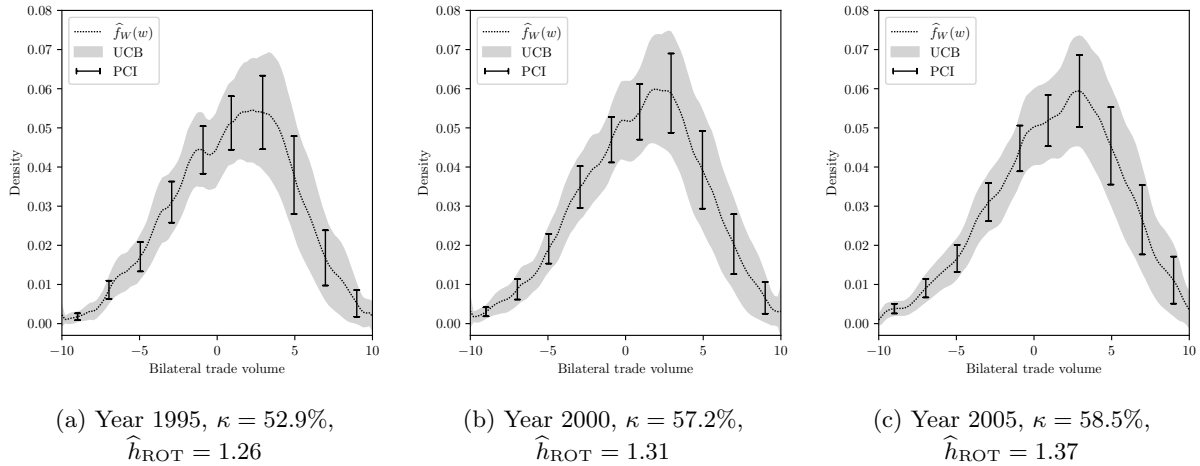 0.08
0.07
0.06
0.05
0.04
0.03
0.02
0.01
0.00
Density
f̂_W(w)
UCB
PCI
−10 −5 0 5 10
Bilateral trade volume
(a) Year 1995, κ = 52.9%,
ĥ_ROT = 1.26
0.08
0.07
0.06
0.05
0.04
0.03
0.02
0.01
0.00
Density
f̂_W(w)
UCB
PCI
−10 −5 0 5 10
Bilateral trade volume
(b) Year 2000, κ = 57.2%,
ĥ_ROT = 1.31
0.08
0.07
0.06
0.05
0.04
0.03
0.02
0.01
0.00
Density
f̂_W(w)
UCB
PCI
−10 −5 0 5 10
Bilateral trade volume
(c) Year 2005, κ = 58.5%,
ĥ_ROT = 1.37